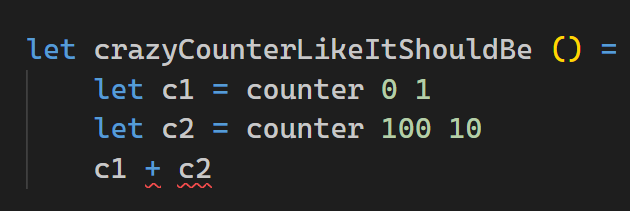 let crazyCounterLikeItShouldBe () =
    let c1 = counter 0 1
    let c2 = counter 100 10
    c1 + c2